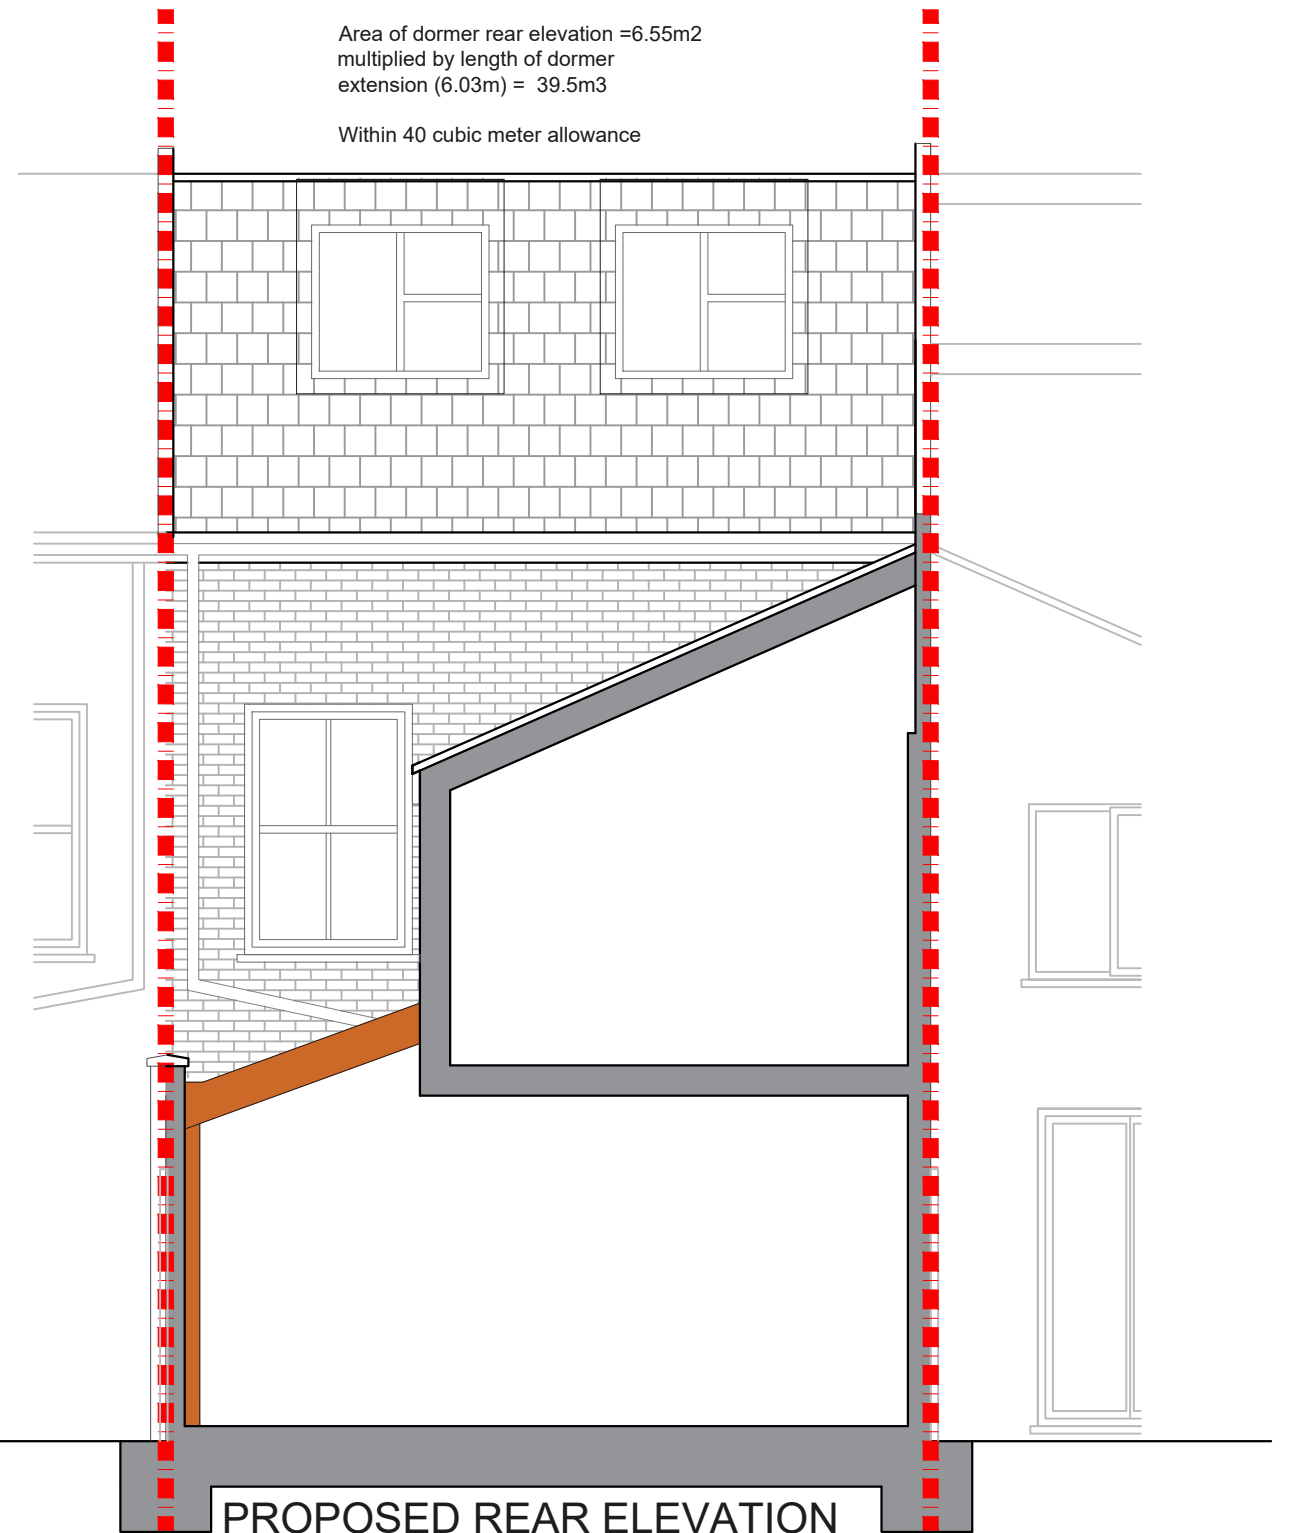 Area of dormer rear elevation =6.55m2
multiplied by length of dormer
extension (6.03m) = 39.5m3
Within 40 cubic meter allowance
PROPOSED REAR ELEVATION